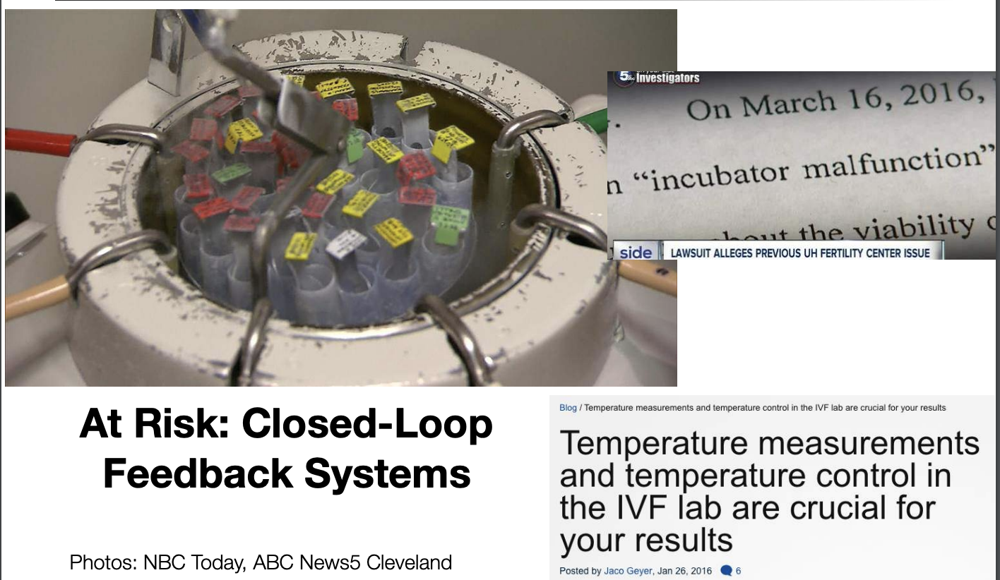 5abc Investigators
. On March 16, 2016,
n “incubator malfunction”
bout the viability
side LAWSUIT ALLEGES PREVIOUS UH FERTILITY CENTER ISSUE
At Risk: Closed-Loop
Feedback Systems
Photos: NBC Today, ABC News5 Cleveland
Blog / Temperature measurements and temperature control in the IVF lab are crucial for your results
Temperature measurements
and temperature control in
the IVF lab are crucial for
your results
Posted by Jaco Geyer, Jan 26, 2016 6